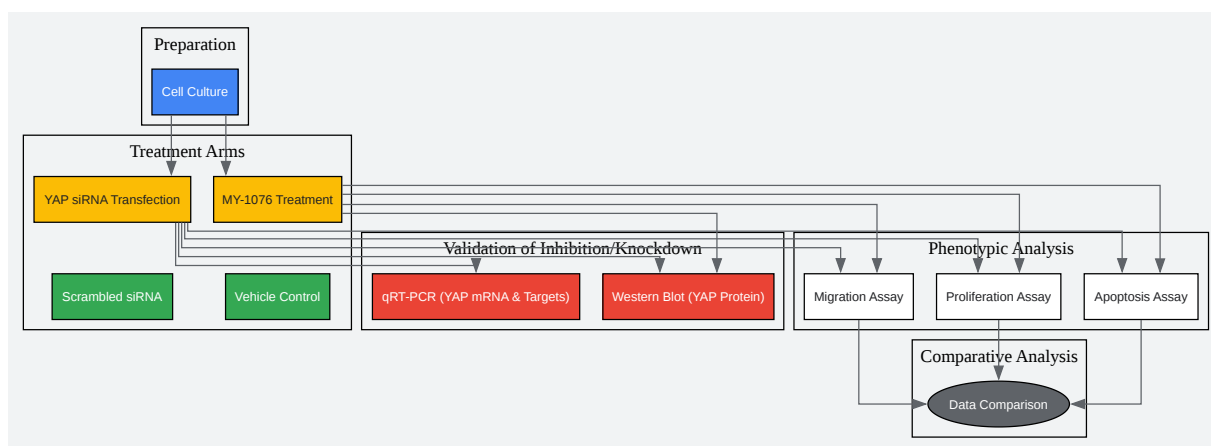 Preparation
Cell Culture
Treatment Arms
YAP siRNA Transfection
MY-1076 Treatment
Scrambled siRNA
Vehicle Control
Validation of Inhibition/Knockdown
qRT-PCR (YAP mRNA & Targets)
Western Blot (YAP Protein)
Phenotypic Analysis
Migration Assay
Proliferation Assay
Apoptosis Assay
Comparative Analysis
Data Comparison